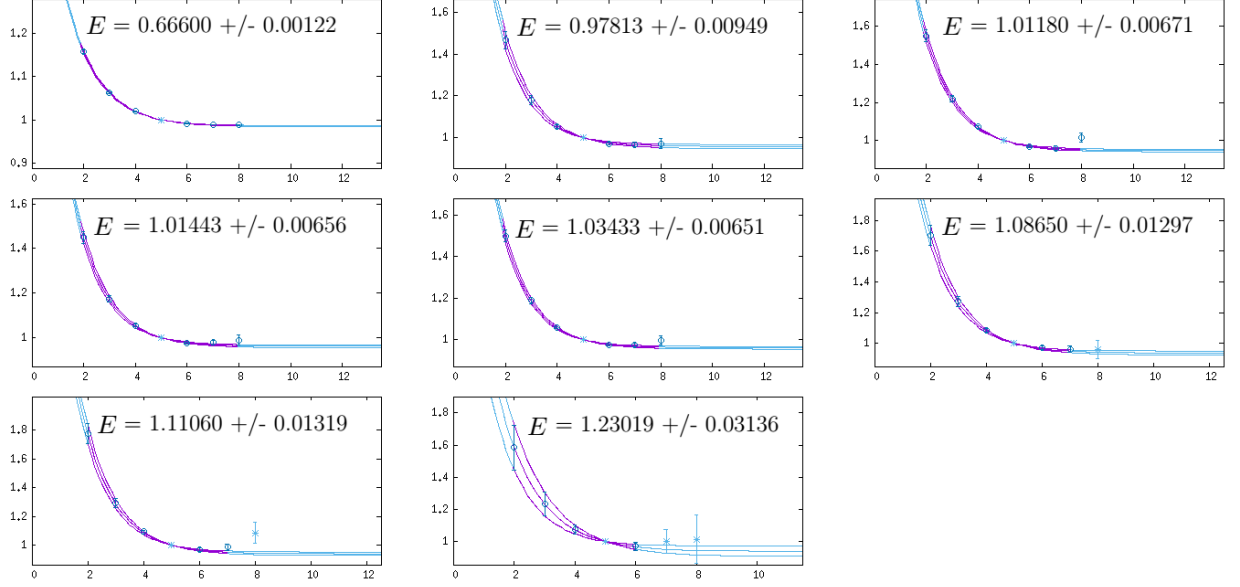 E = 0.66600 +/- 0.00122
1.2
1.1
1
0.9
0 2 4 6 8 10 12
E = 0.97813 +/- 0.00949
1.6
1.4
1.2
1
0 2 4 6 8 10 12
E = 1.01180 +/- 0.00671
1.6
1.4
1.2
1
0 2 4 6 8 10 12
E = 1.01443 +/- 0.00656
1.6
1.4
1.2
1
0 2 4 6 8 10 12
E = 1.03433 +/- 0.00651
1.6
1.4
1.2
1
0 2 4 6 8 10 12
E = 1.08650 +/- 0.01297
1.8
1.6
1.4
1.2
1
0 2 4 6 8 10 12
E = 1.11060 +/- 0.01319
1.8
1.6
1.4
1.2
1
0 2 4 6 8 10 12
E = 1.23019 +/- 0.03136
1.8
1.6
1.4
1.2
1
0 2 4 6 8 10